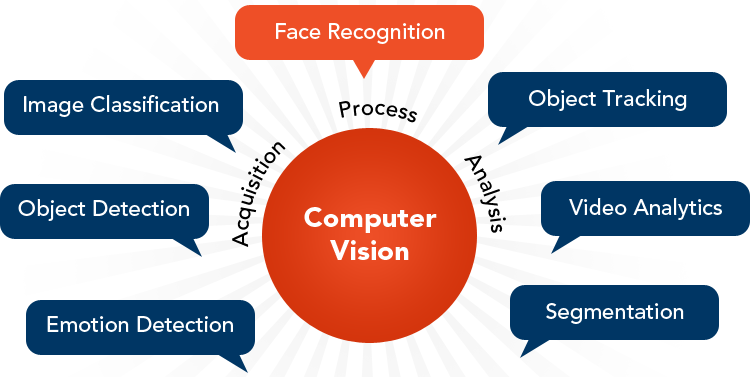 Face Recognition
Image Classification
Object Tracking
Process
Acquisition
Analysis
Object Detection
Computer
Vision
Video Analytics
Emotion Detection
Segmentation